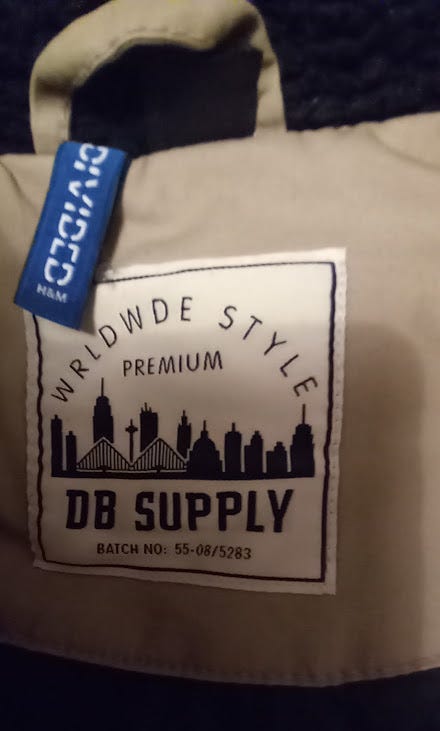 DIVIDED
H&M
WRLDWDE STYLE
PREMIUM
DB SUPPLY
BATCH NO: 55-08/5283